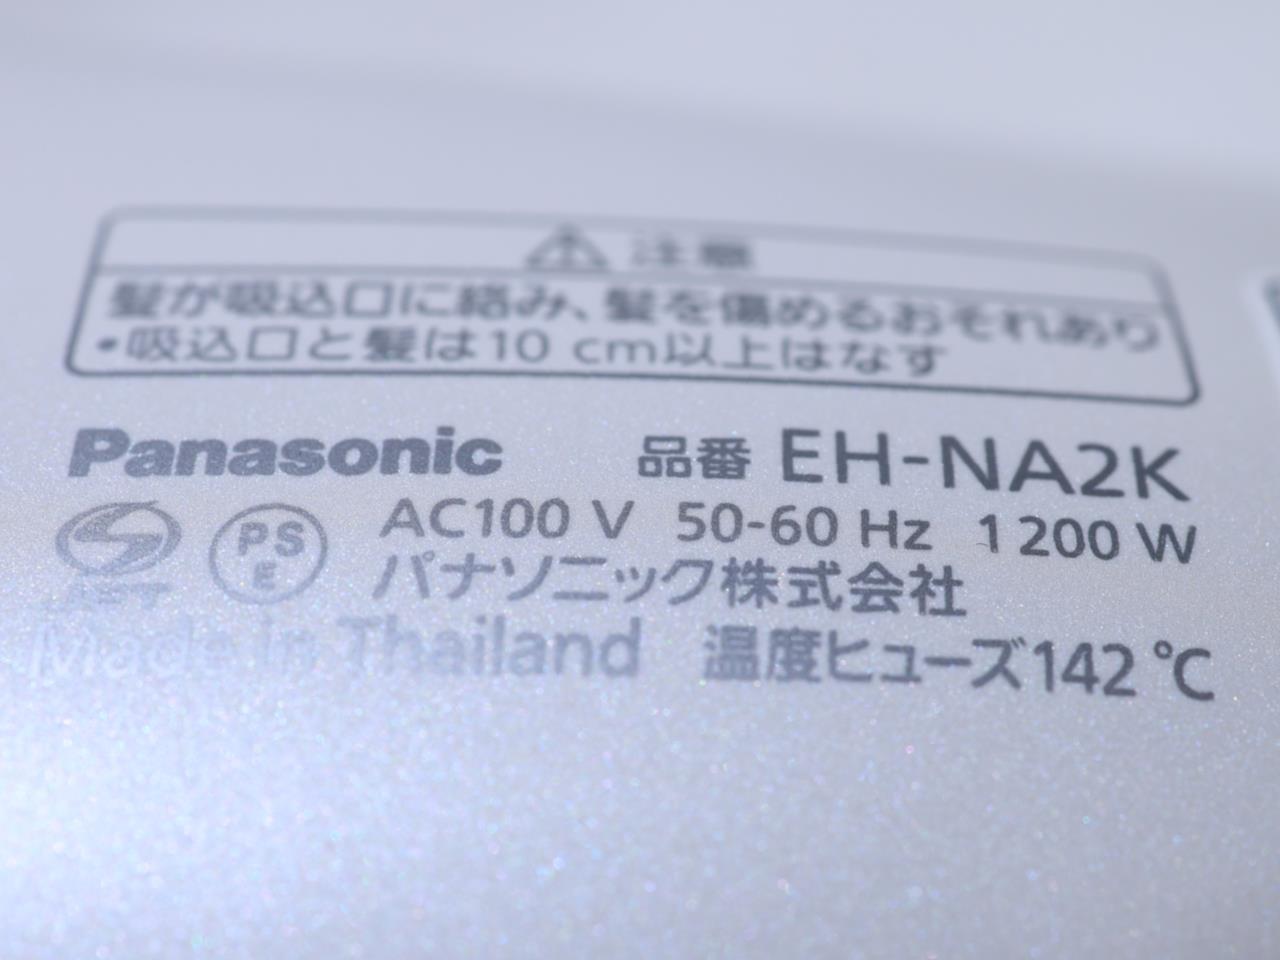 注意
髪が吸込口に絡み、髪を傷めるおそれあり
•吸込口と髪は10 cm以上はなす
Panasonic 品番 EH-NA2K
PSE AC100 V 50-60 Hz 1200 W
パナソニック株式会社
Made in Thailand 温度ヒューズ142 ℃